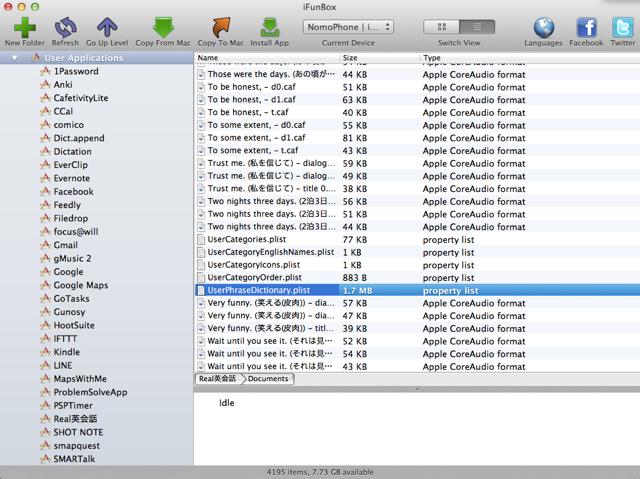 iFunBox
NomoPhone | i...
New Folder Refresh Go Up Level Copy From Mac Copy To Mac Install App Current Device Switch View Languages Facebook Twitter
User Applications
1Password
Anki
CafetivityLite
CCal
comico
Dict.append
Dictation
EverClip
Evernote
Facebook
Feedly
Filedrop
focus@will
Gmail
gMusic 2
Google
Google Maps
GoTasks
Gunosy
HootSuite
IFTTT
Kindle
LINE
MapsWithMe
ProblemSolveApp
PSPTimer
Real英会話
SHOT NOTE
smapquest
SMARTalk
Name Size Type
Those were the days. (あの頃が... 44 KB Apple CoreAudio format
To be honest, – d0.caf 51 KB Apple CoreAudio format
To be honest, – d1.caf 63 KB Apple CoreAudio format
To be honest, – t.caf 40 KB Apple CoreAudio format
To some extent, – d0.caf 55 KB Apple CoreAudio format
To some extent, – d1.caf 81 KB Apple CoreAudio format
To some extent, – t.caf 43 KB Apple CoreAudio format
Trust me. (私を信じて) – dialog... 59 KB Apple CoreAudio format
Trust me. (私を信じて) – dialog... 49 KB Apple CoreAudio format
Trust me. (私を信じて) – title 0.... 38 KB Apple CoreAudio format
Two nights three days. (2泊3日... 56 KB Apple CoreAudio format
Two nights three days. (2泊3日... 51 KB Apple CoreAudio format
Two nights three days. (2泊3日... 44 KB Apple CoreAudio format
UserCategories.plist 77 KB property list
UserCategoryEnglishNames.plist 1 KB property list
UserCategoryIcons.plist 1 KB property list
UserCategoryOrder.plist 883 B property list
UserPhraseDictionary.plist 1.7 MB property list
Very funny. (笑える(皮肉)) – dia... 57 KB Apple CoreAudio format
Very funny. (笑える(皮肉)) – dia... 47 KB Apple CoreAudio format
Very funny. (笑える(皮肉)) – titl... 39 KB Apple CoreAudio format
Wait until you see it. (それは見... 52 KB Apple CoreAudio format
Wait until you see it. (それは見... 54 KB Apple CoreAudio format
Wait until you see it. (それは見... 43 KB Apple CoreAudio format
Real英会話 Documents
Idle
4195 items, 7.73 GB available